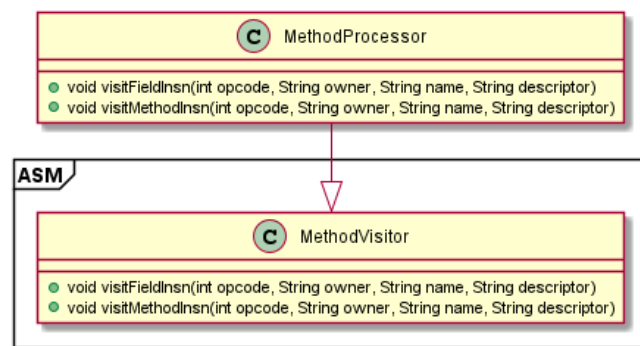 C MethodProcessor
void visitFieldInsn(int opcode, String owner, String name, String descriptor)
void visitMethodInsn(int opcode, String owner, String name, String descriptor)
ASM
C MethodVisitor
void visitFieldInsn(int opcode, String owner, String name, String descriptor)
void visitMethodInsn(int opcode, String owner, String name, String descriptor)